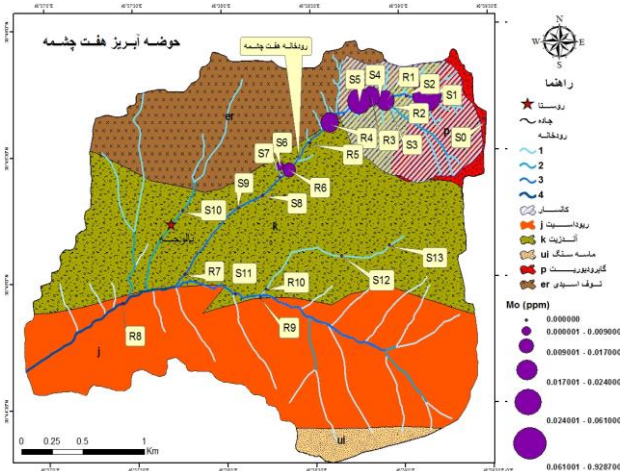 حوضه آبریز هفت چشمه
رودخانه هفت چشمه
N
W
E
S
راهنما
روستا
جاده
رودخانه
1
2
3
4
کانسار
j ریوداسیت
k آندزیت
ui ماسه سنگ
p گابرودیوریت
er توف اسیدی
Mo (ppm)
0.000000
0.000001 - 0.009000
0.009001 - 0.017000
0.017001 - 0.024000
0.024001 - 0.061000
0.061001 - 0.928700
S5
S4
R1
S2
S1
R2
S0
p
S3
R3
R4
R5
er
S6
S7
R6
S9
S8
S10
k
S13
S12
R7
S11
R10
R9
R8
j
ui
0 0.25 0.5 1
Km